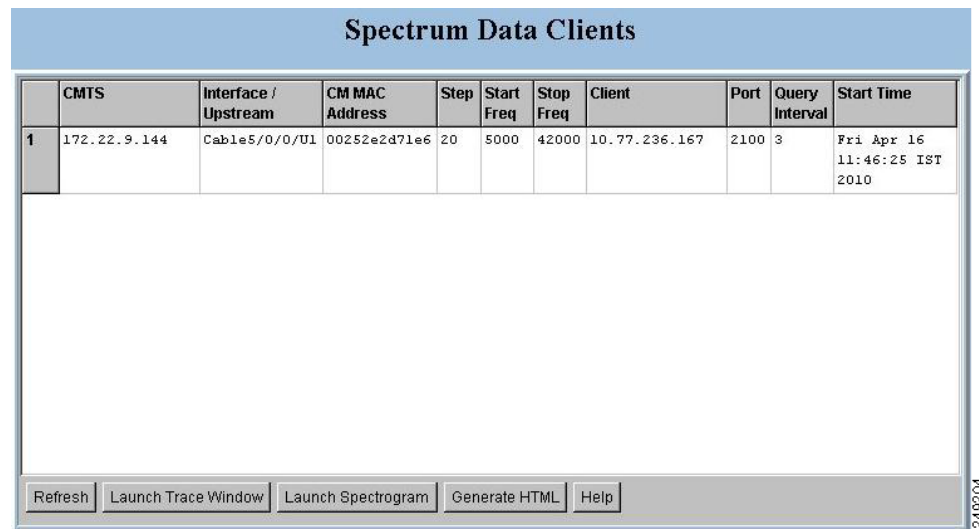 Spectrum Data Clients
CMTS Interface / Upstream CM MAC Address Step Start Freq Stop Freq Client Port Query Interval Start Time
1 172.22.9.144 Cable5/0/0/U1 00252e2d71e6 20 5000 42000 10.77.236.167 2100 3 Fri Apr 16 11:46:25 IST 2010
Refresh Launch Trace Window Launch Spectrogram Generate HTML Help